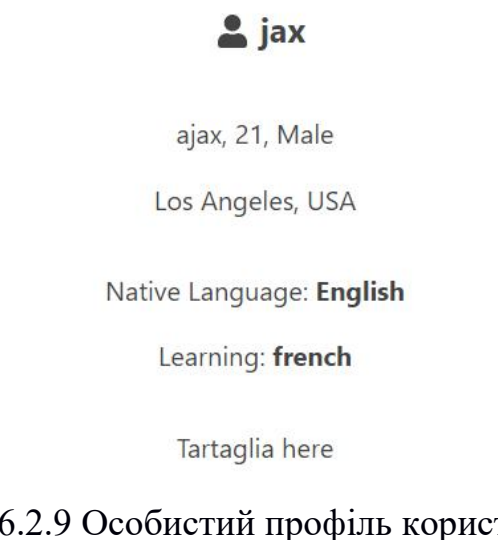 jax
ajax, 21, Male
Los Angeles, USA
Native Language: English
Learning: french
Tartaglia here
6.2.9 Особистий профіль корист